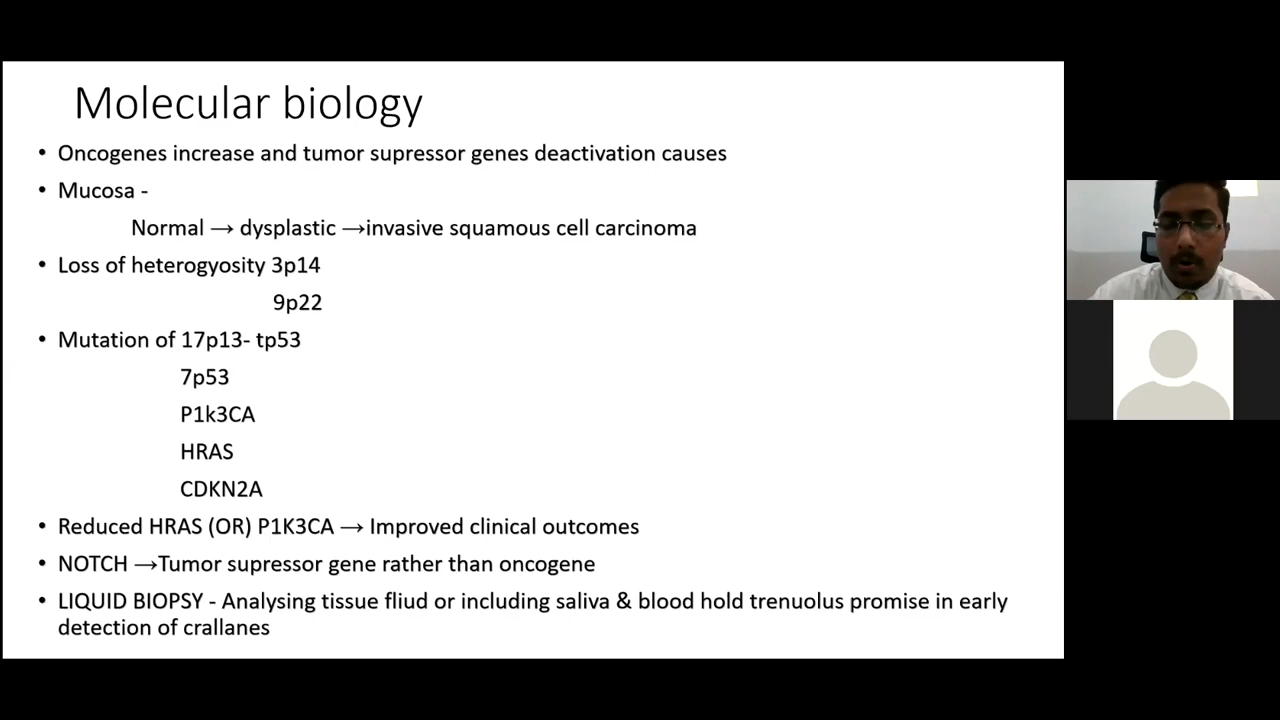 Molecular biology
• Oncogenes increase and tumor supressor genes deactivation causes
• Mucosa -
Normal → dysplastic →invasive squamous cell carcinoma
• Loss of heterogyosity 3p14
9p22
• Mutation of 17p13- tp53
7p53
P1k3CA
HRAS
CDKN2A
• Reduced HRAS (OR) P1K3CA → Improved clinical outcomes
• NOTCH →Tumor supressor gene rather than oncogene
• LIQUID BIOPSY - Analysing tissue fliud or including saliva & blood hold trenuolus promise in early
detection of crallanes